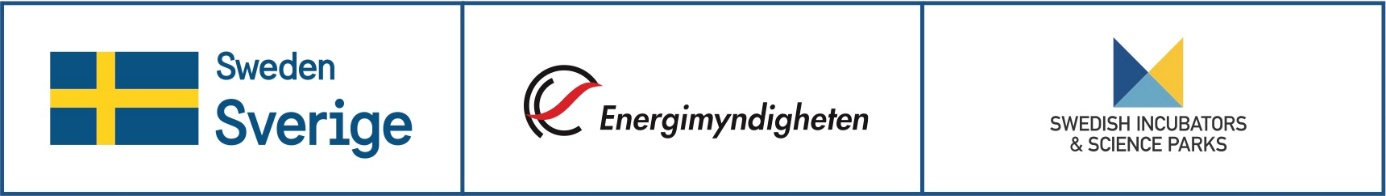 Sweden
Sverige
Energimyndigheten
SWEDISH INCUBATORS
& SCIENCE PARKS